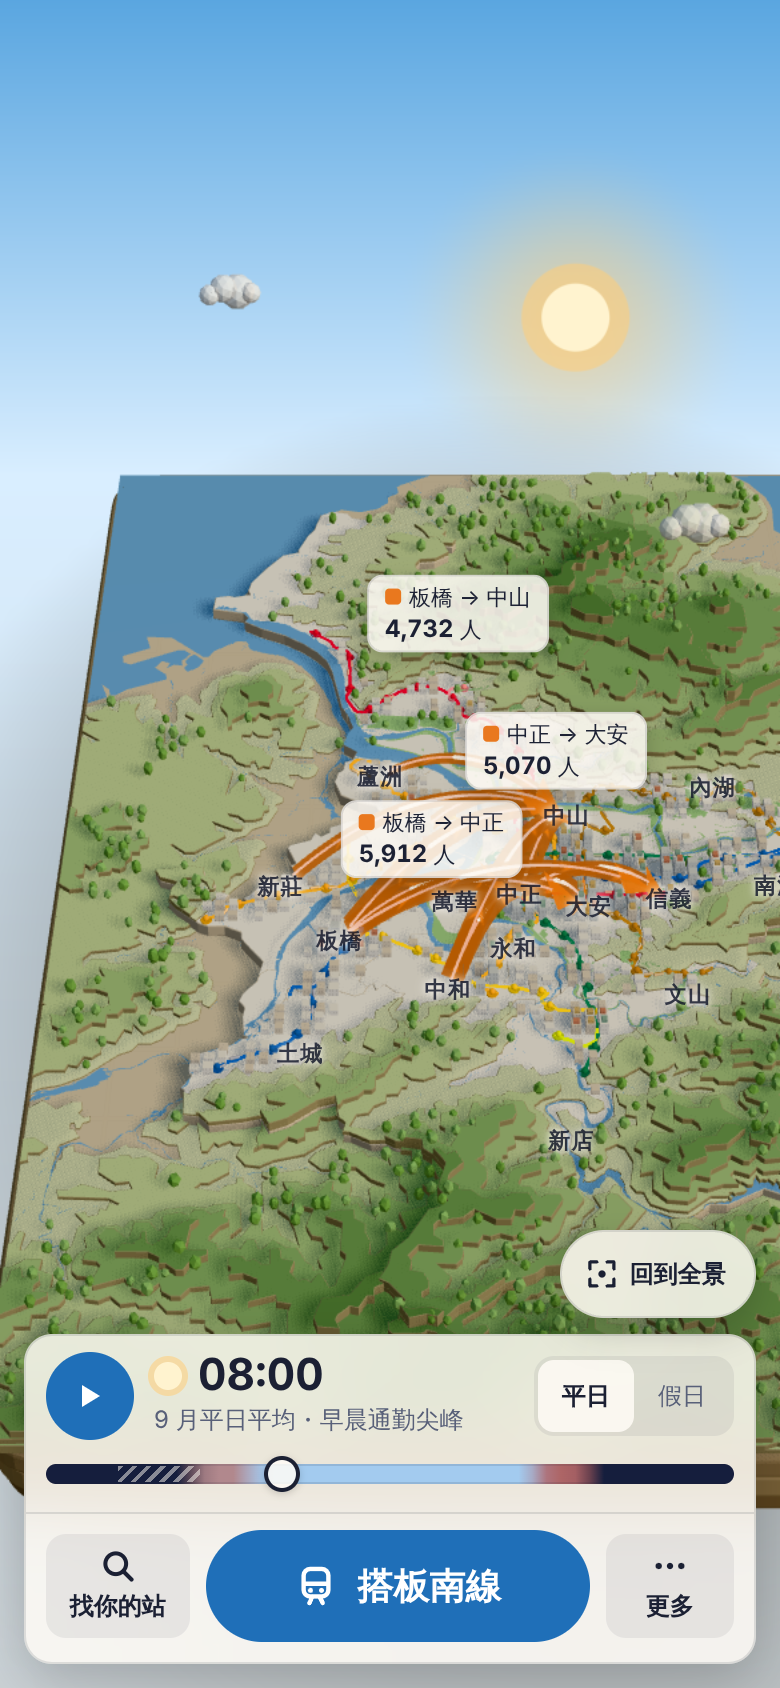 板橋 → 中山
4,732 人
中正 → 大安
5,070 人
蘆洲
內湖
板橋 → 中正
5,912 人
中山
新莊
萬華
中正
大安
信義
南
板橋
永和
中和
文山
土城
新店
回到全景
08:00
9 月平日平均・早晨通勤尖峰
平日
假日
找你的站
搭板南線
更多